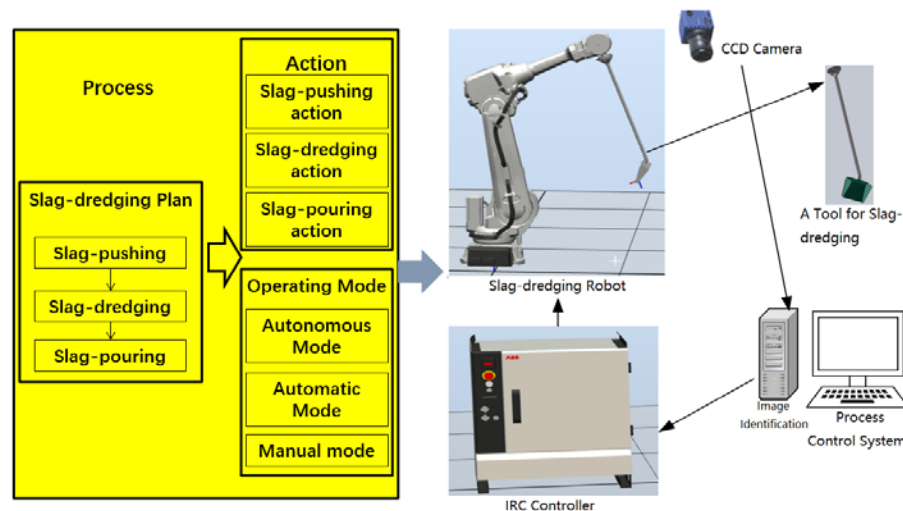 Process
Slag-dredging Plan
Slag-pushing
Slag-dredging
Slag-pouring
Action
Slag-pushing
action
Slag-dredging
action
Slag-pouring
action
Operating Mode
Autonomous
Mode
Automatic
Mode
Manual mode
Slag-dredging Robot
CCD Camera
A Tool for Slag-
dredging
ABB
IRC Controller
Image
Identification
Process
Control System